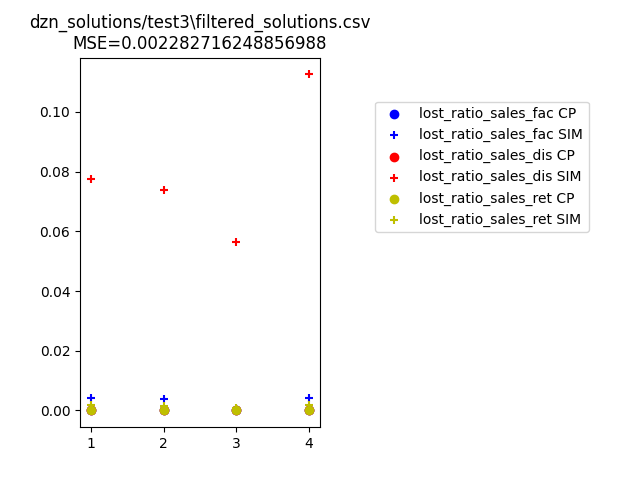 dzn_solutions/test3\filtered_solutions.csv
MSE=0.002282716248856988
0.10
0.08
0.06
0.04
0.02
0.00
1 2 3 4
lost_ratio_sales_fac CP
lost_ratio_sales_fac SIM
lost_ratio_sales_dis CP
lost_ratio_sales_dis SIM
lost_ratio_sales_ret CP
lost_ratio_sales_ret SIM